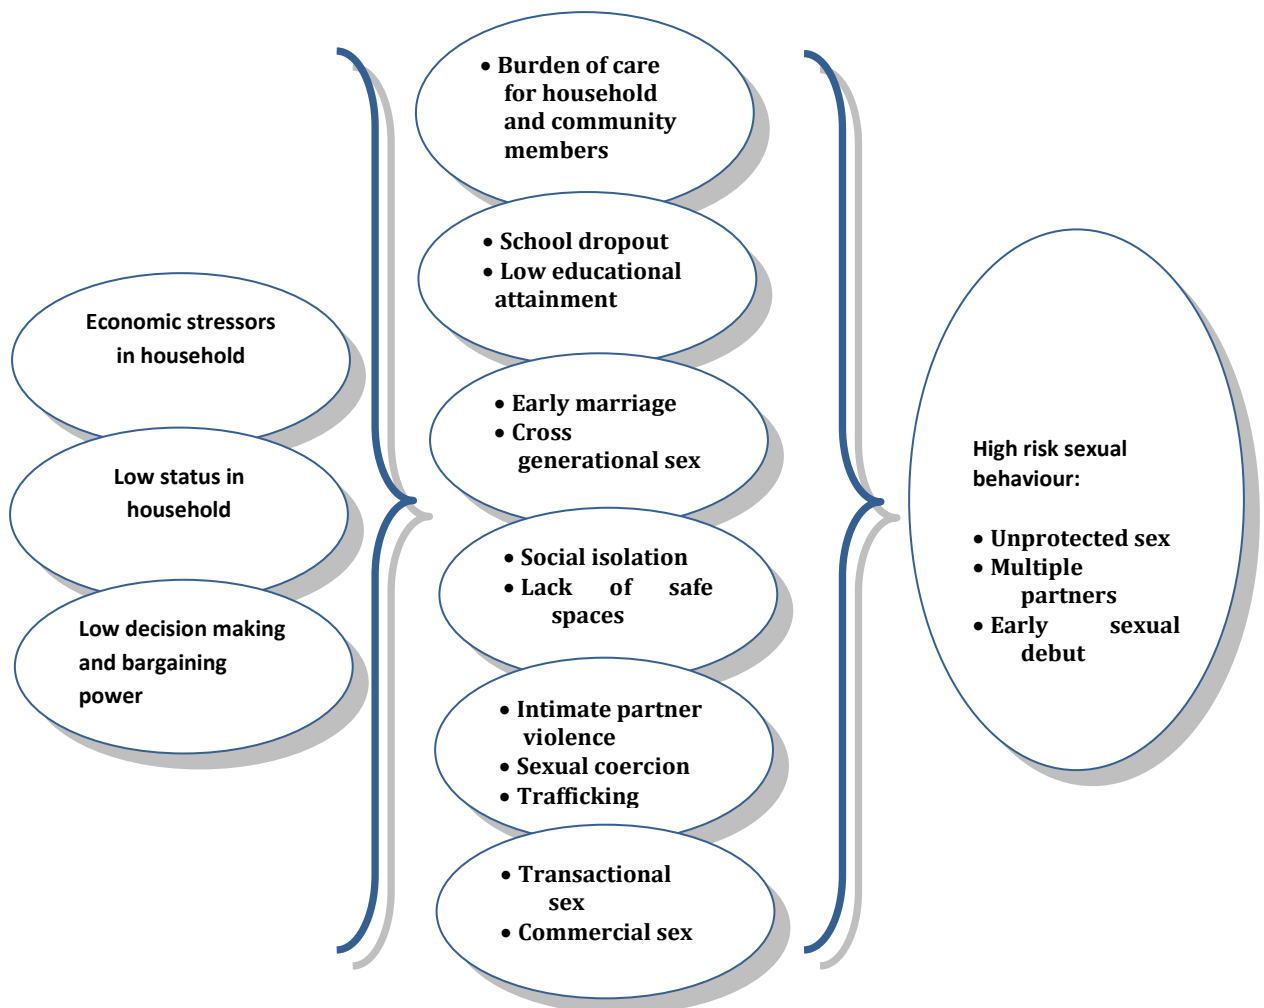 Economic stressors
in household
Low status in
household
Low decision making
and bargaining
power
• Burden of care
for household
and community
members
• School dropout
• Low educational
attainment
• Early marriage
• Cross
generational sex
• Social isolation
• Lack of safe
spaces
• Intimate partner
violence
• Sexual coercion
• Trafficking
• Transactional
sex
• Commercial sex
High risk sexual
behaviour:
• Unprotected sex
• Multiple
partners
• Early sexual
debut